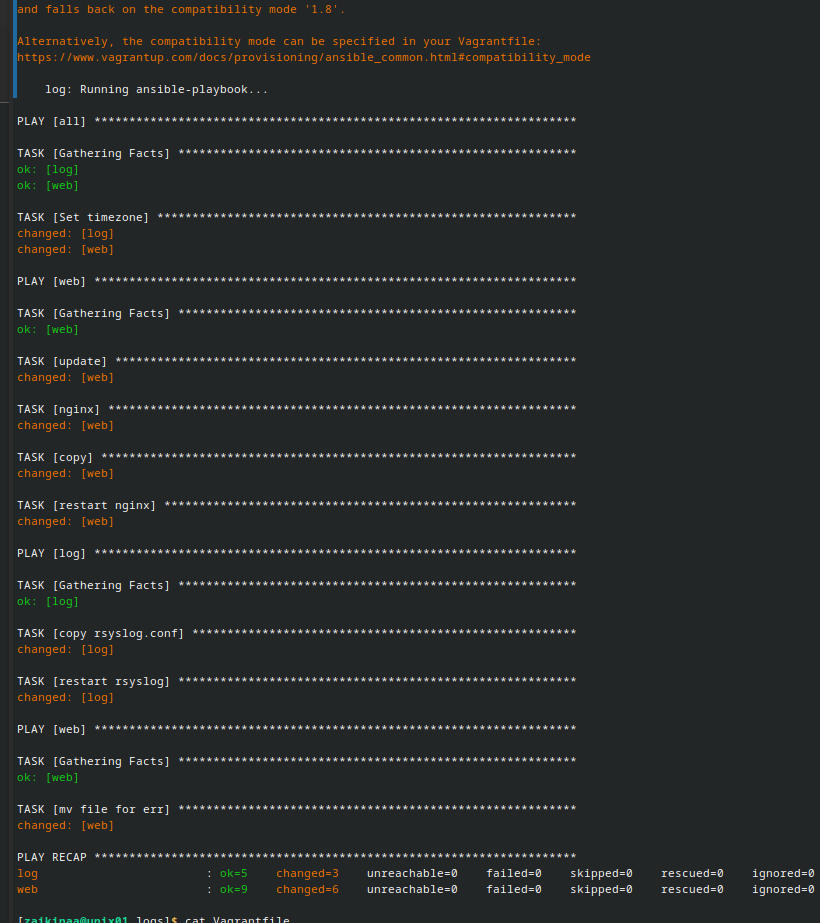 and falls back on the compatibility mode '1.8'.
Alternatively, the compatibility mode can be specified in your Vagrantfile:
https://www.vagrantup.com/docs/provisioning/ansible_common.html#compatibility_mode
log: Running ansible-playbook...
PLAY [all] *********************************************************************
TASK [Gathering Facts] *********************************************************
ok: [log]
ok: [web]
TASK [Set timezone] ************************************************************
changed: [log]
changed: [web]
PLAY [web] *********************************************************************
TASK [Gathering Facts] *********************************************************
ok: [web]
TASK [update] ******************************************************************
changed: [web]
TASK [nginx] *******************************************************************
changed: [web]
TASK [copy] ********************************************************************
changed: [web]
TASK [restart nginx] ***********************************************************
changed: [web]
PLAY [log] *********************************************************************
TASK [Gathering Facts] *********************************************************
ok: [log]
TASK [copy rsyslog.conf] *******************************************************
changed: [log]
TASK [restart rsyslog] *********************************************************
changed: [log]
PLAY [web] *********************************************************************
TASK [Gathering Facts] *********************************************************
ok: [web]
TASK [mv file for err] *********************************************************
changed: [web]
PLAY RECAP *********************************************************************
log : ok=5 changed=3 unreachable=0 failed=0 skipped=0 rescued=0 ignored=0
web : ok=9 changed=6 unreachable=0 failed=0 skipped=0 rescued=0 ignored=0
[zaikinaa@unix01 logs]$ cat Vagrantfile